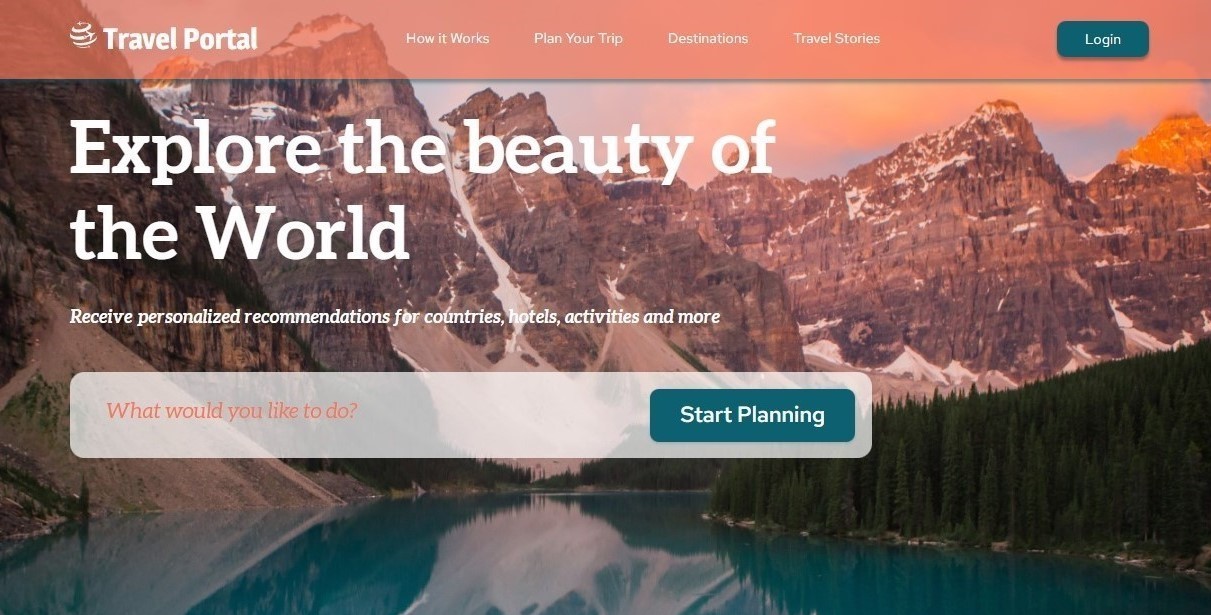 Travel Portal
How it Works
Plan Your Trip
Destinations
Travel Stories
Login
Explore the beauty of
the World
Receive personalized recommendations for countries, hotels, activities and more
What would you like to do?
Start Planning